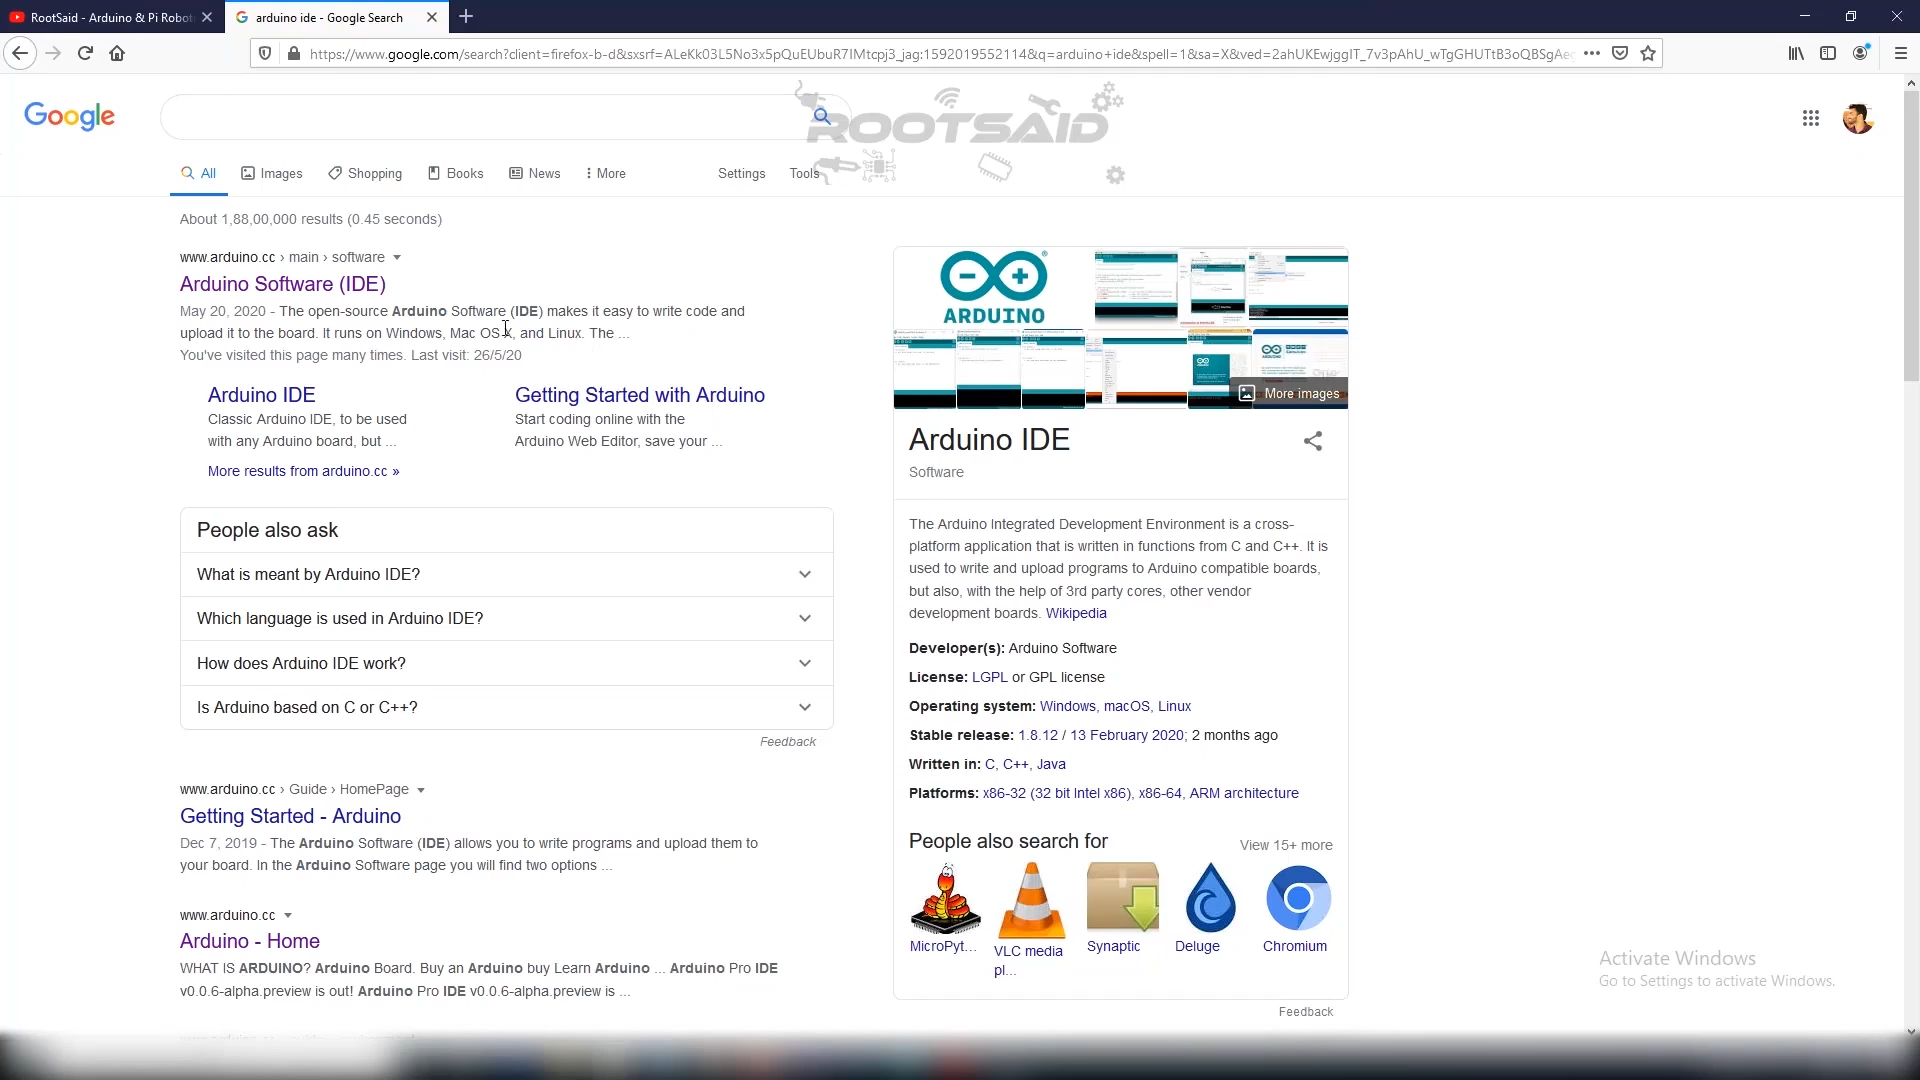 RootSaid - Arduino & Pi Robot
arduino ide - Google Search
https://www.google.com/search?client=firefox-b-d&sxsrf=ALeKk03L5No3x5pQuEUbuR7IMtcpj3_jag:1592019552114&q=arduino+ide&spell=1&sa=X&ved=2ahUKEwjggIT_7v3pAhU_wTgGHUTtB3oQBSgAe
Google
ROOTSAID
All
Images
Shopping
Books
News
More
Settings
Tools
About 1,88,00,000 results (0.45 seconds)
www.arduino.cc › main › software
Arduino Software (IDE)
May 20, 2020 - The open-source Arduino Software (IDE) makes it easy to write code and
upload it to the board. It runs on Windows, Mac OS X, and Linux. The ...
You've visited this page many times. Last visit: 26/5/20
Arduino IDE
Classic Arduino IDE, to be used
with any Arduino board, but ...
Getting Started with Arduino
Start coding online with the
Arduino Web Editor, save your ...
More results from arduino.cc »
People also ask
What is meant by Arduino IDE?
Which language is used in Arduino IDE?
How does Arduino IDE work?
Is Arduino based on C or C++?
Feedback
www.arduino.cc › Guide › HomePage
Getting Started - Arduino
Dec 7, 2019 - The Arduino Software (IDE) allows you to write programs and upload them to
your board. In the Arduino Software page you will find two options ...
www.arduino.cc
Arduino - Home
WHAT IS ARDUINO? Arduino Board. Buy an Arduino buy Learn Arduino ... Arduino Pro IDE
v0.0.6-alpha.preview is out! Arduino Pro IDE v0.0.6-alpha.preview is ...
ARDUINO
More images
Arduino IDE
Software
The Arduino Integrated Development Environment is a cross-
platform application that is written in functions from C and C++. It is
used to write and upload programs to Arduino compatible boards,
but also, with the help of 3rd party cores, other vendor
development boards. Wikipedia
Developer(s): Arduino Software
License: LGPL or GPL license
Operating system: Windows, macOS, Linux
Stable release: 1.8.12 / 13 February 2020; 2 months ago
Written in: C, C++, Java
Platforms: x86-32 (32 bit Intel x86), x86-64, ARM architecture
People also search for
View 15+ more
MicroPyt...
VLC media
pl...
Synaptic
Deluge
Chromium
Feedback
Activate Windows
Go to Settings to activate Windows.